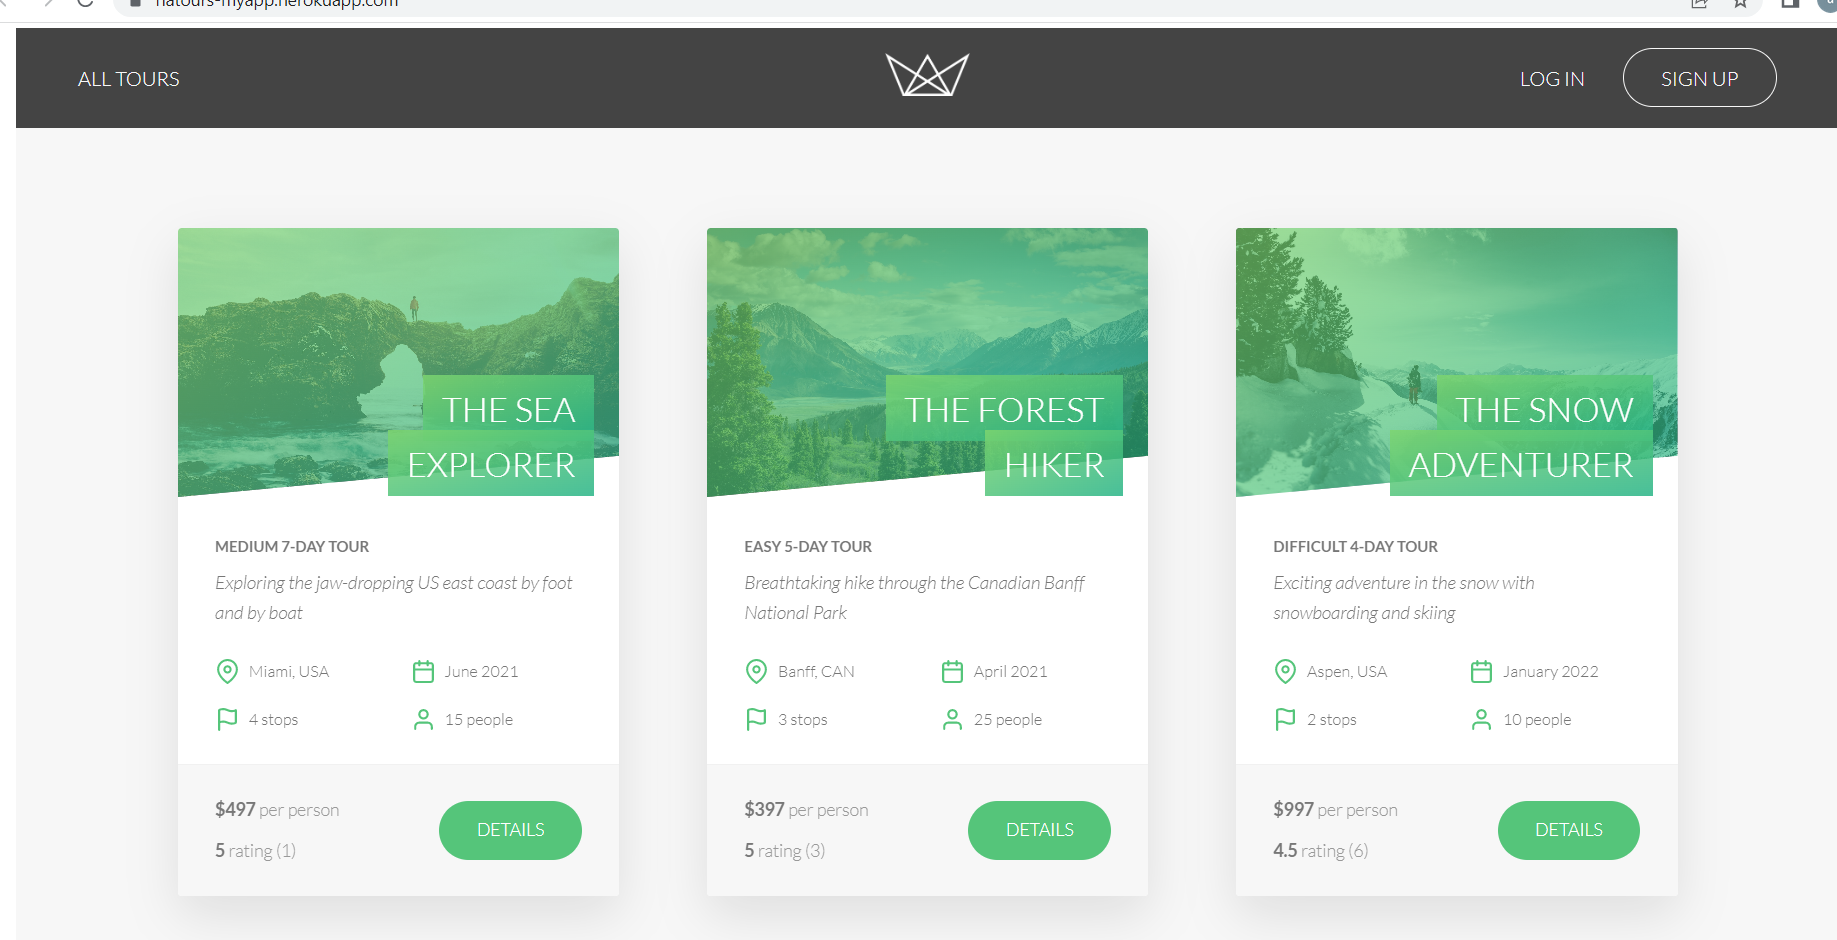 natours-myapp.herokuapp.com
ALL TOURS
LOG IN
SIGN UP
THE SEA
EXPLORER
MEDIUM 7-DAY TOUR
Exploring the jaw-dropping US east coast by foot
and by boat
Miami, USA
June 2021
4 stops
15 people
$497 per person
5 rating (1)
DETAILS
THE FOREST
HIKER
EASY 5-DAY TOUR
Breathtaking hike through the Canadian Banff
National Park
Banff, CAN
April 2021
3 stops
25 people
$397 per person
5 rating (3)
DETAILS
THE SNOW
ADVENTURER
DIFFICULT 4-DAY TOUR
Exciting adventure in the snow with
snowboarding and skiing
Aspen, USA
January 2022
2 stops
10 people
$997 per person
4.5 rating (6)
DETAILS